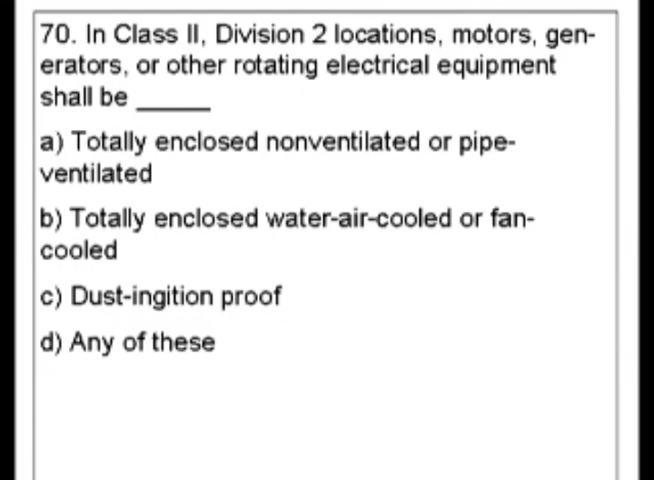 70. In Class II, Division 2 locations, motors, gen-
erators, or other rotating electrical equipment
shall be _____
a) Totally enclosed nonventilated or pipe-
ventilated
b) Totally enclosed water-air-cooled or fan-
cooled
c) Dust-ingition proof
d) Any of these